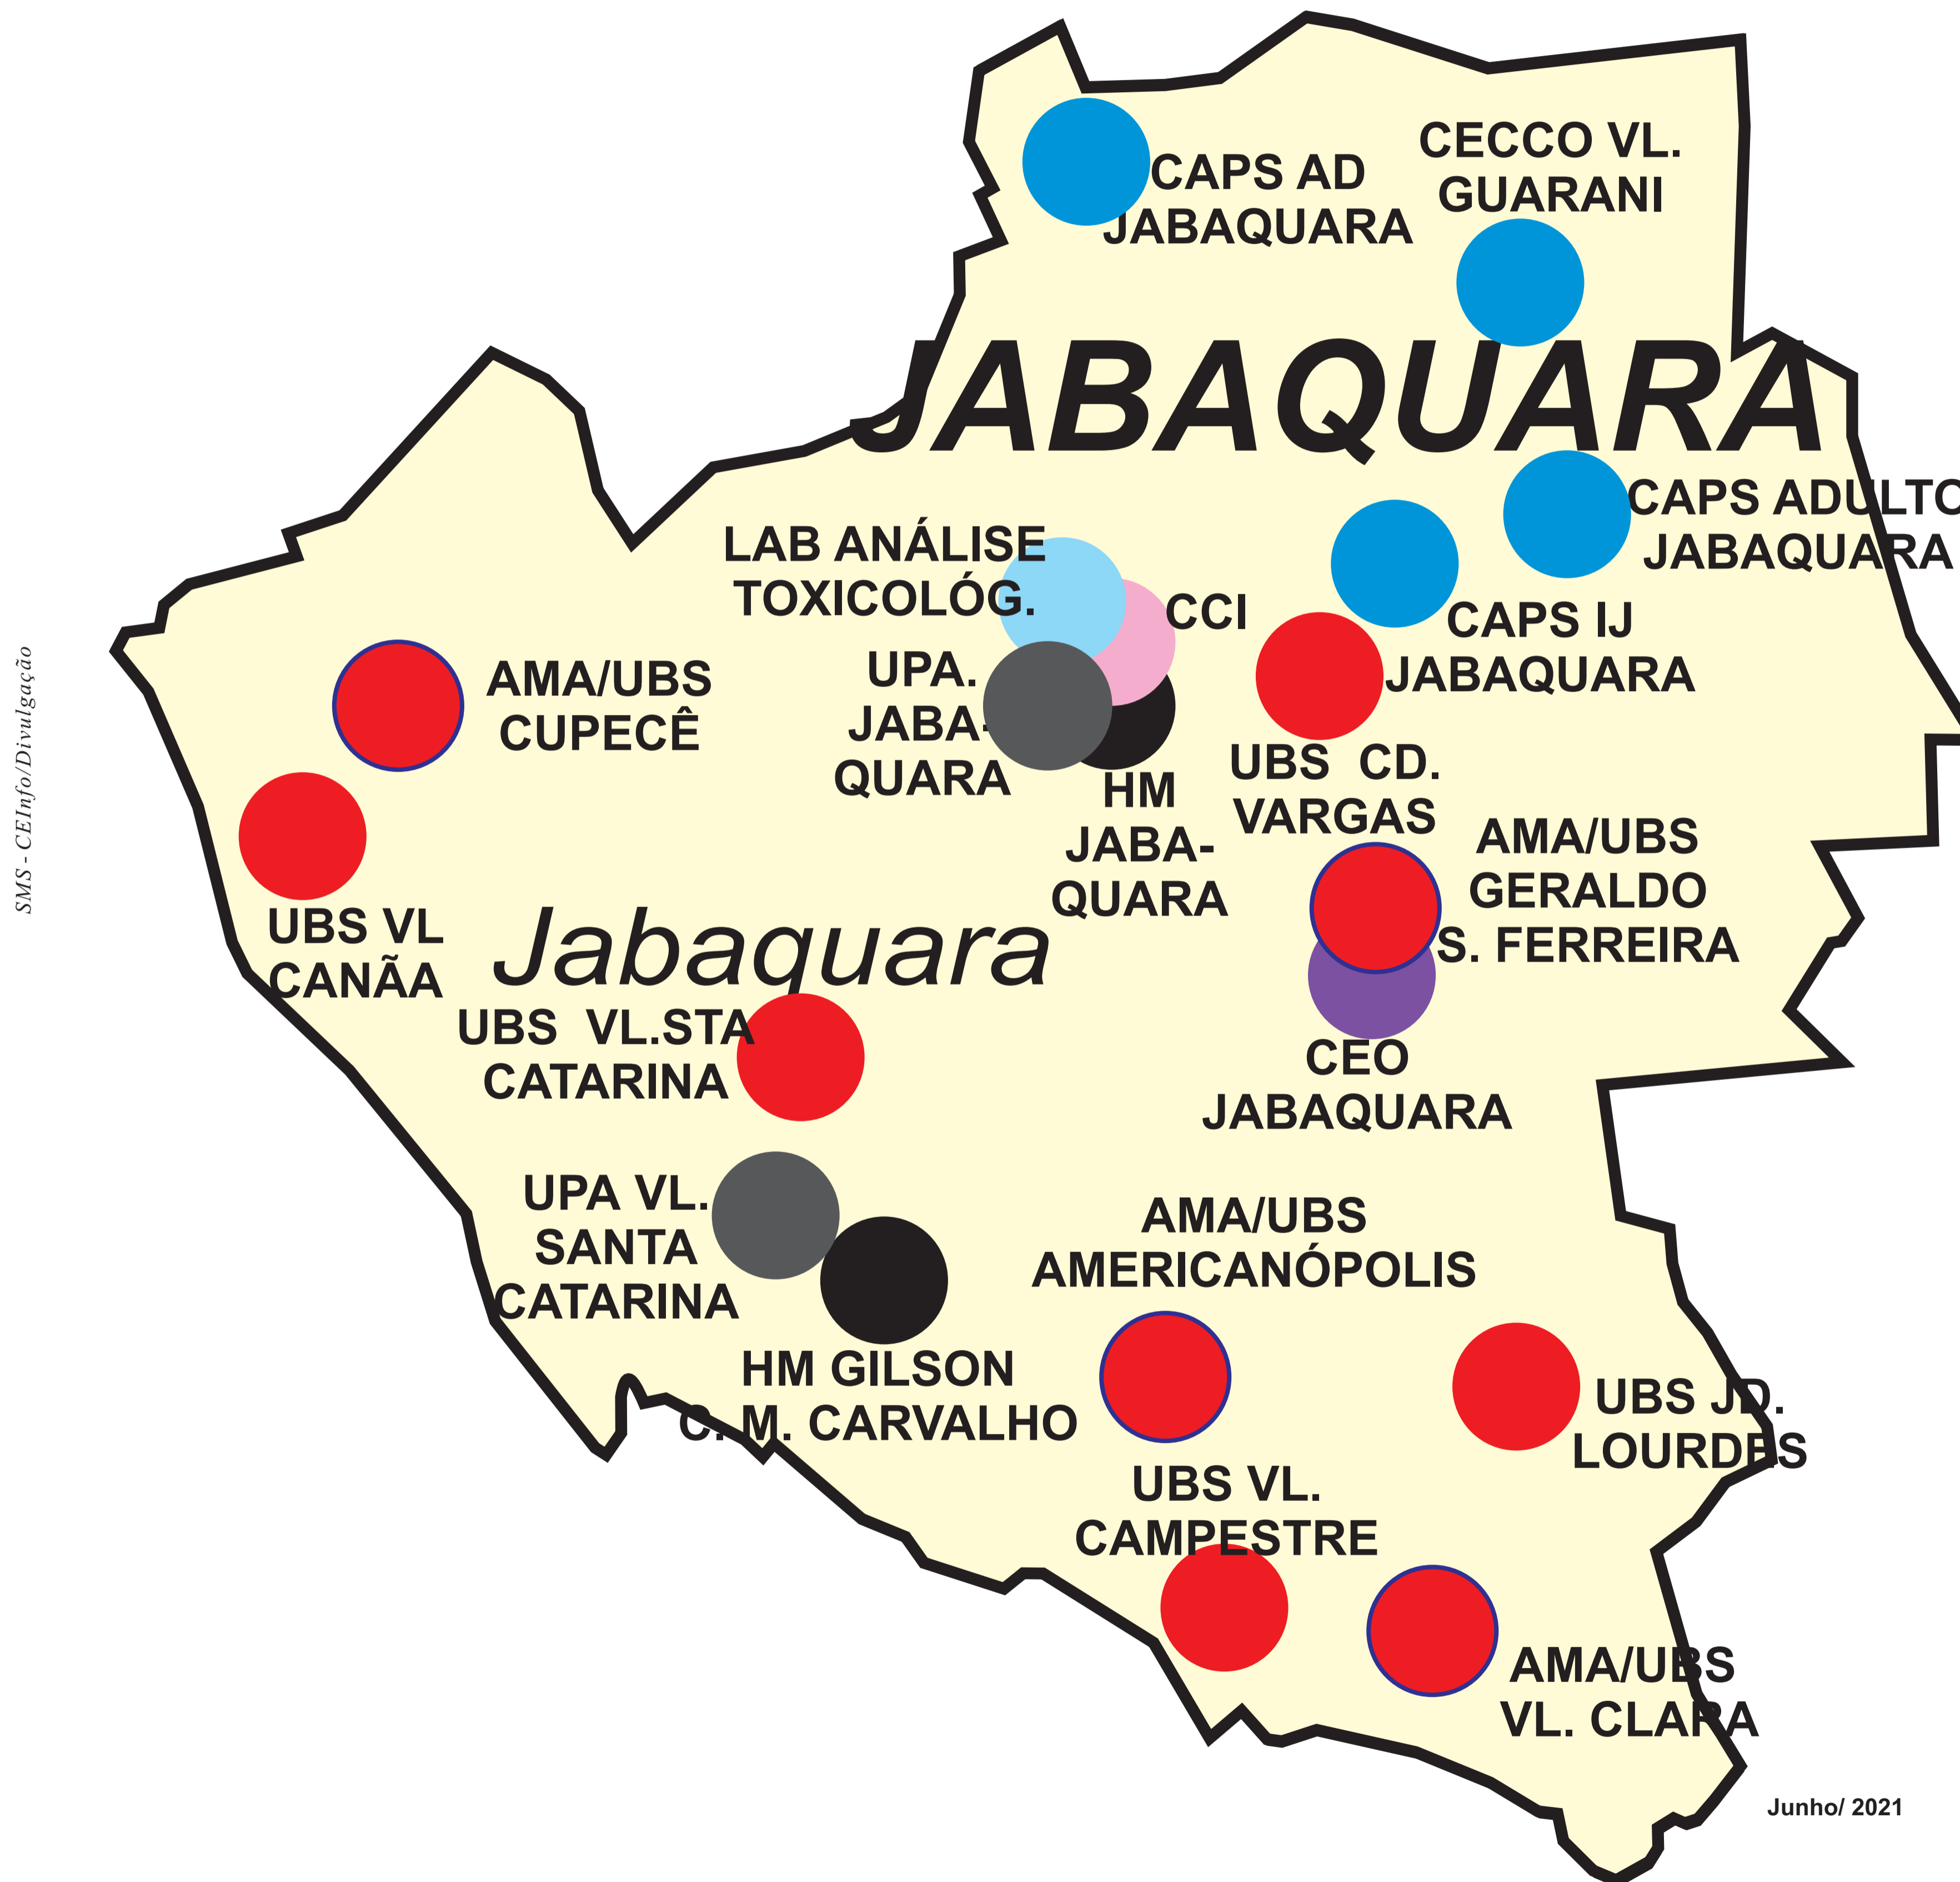 CAPS AD
JABAQUARA
CECCO VL.
GUARANI
JABAQUARA
CAPS ADULTO
JABAQUARA
LAB ANÁLISE
TOXICOLÓG.
CCI
CAPS IJ
JABAQUARA
UPA.
JABA-
QUARA
AMA/UBS
CUPECÊ
HM
JABA-
QUARA
UBS CD.
VARGAS
AMA/UBS
GERALDO
S. FERREIRA
SMS - CEInfo/Divulgação
UBS VL
CANÃA
Jabaquara
UBS VL.STA
CATARINA
CEO
JABAQUARA
UPA VL.
SANTA
CATARINA
AMA/UBS
AMERICANÓPOLIS
HM GILSON
C. M. CARVALHO
UBS JD.
LOURDES
UBS VL.
CAMPESTRE
AMA/UBS
VL. CLARA
Junho/ 2021